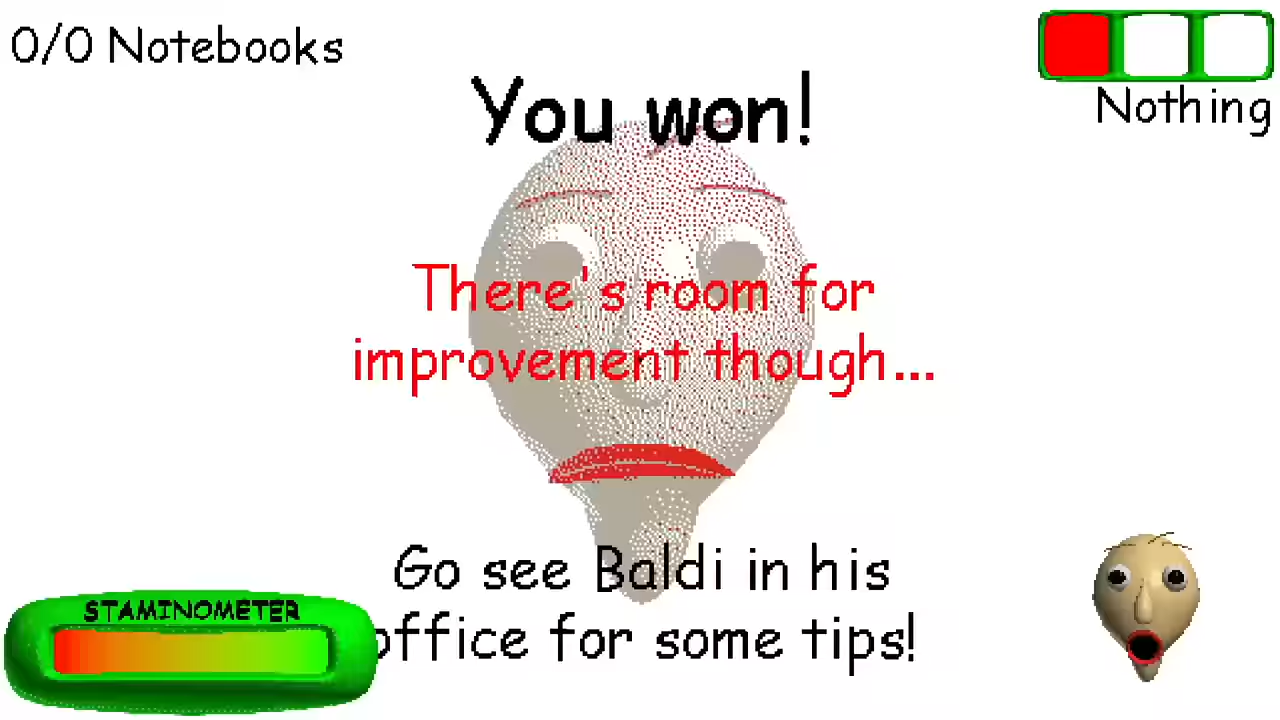 0/0 Notebooks
Nothing
You won!
There's room for
improvement though...
Go see Baldi in his
office for some tips!
STAMINOMETER